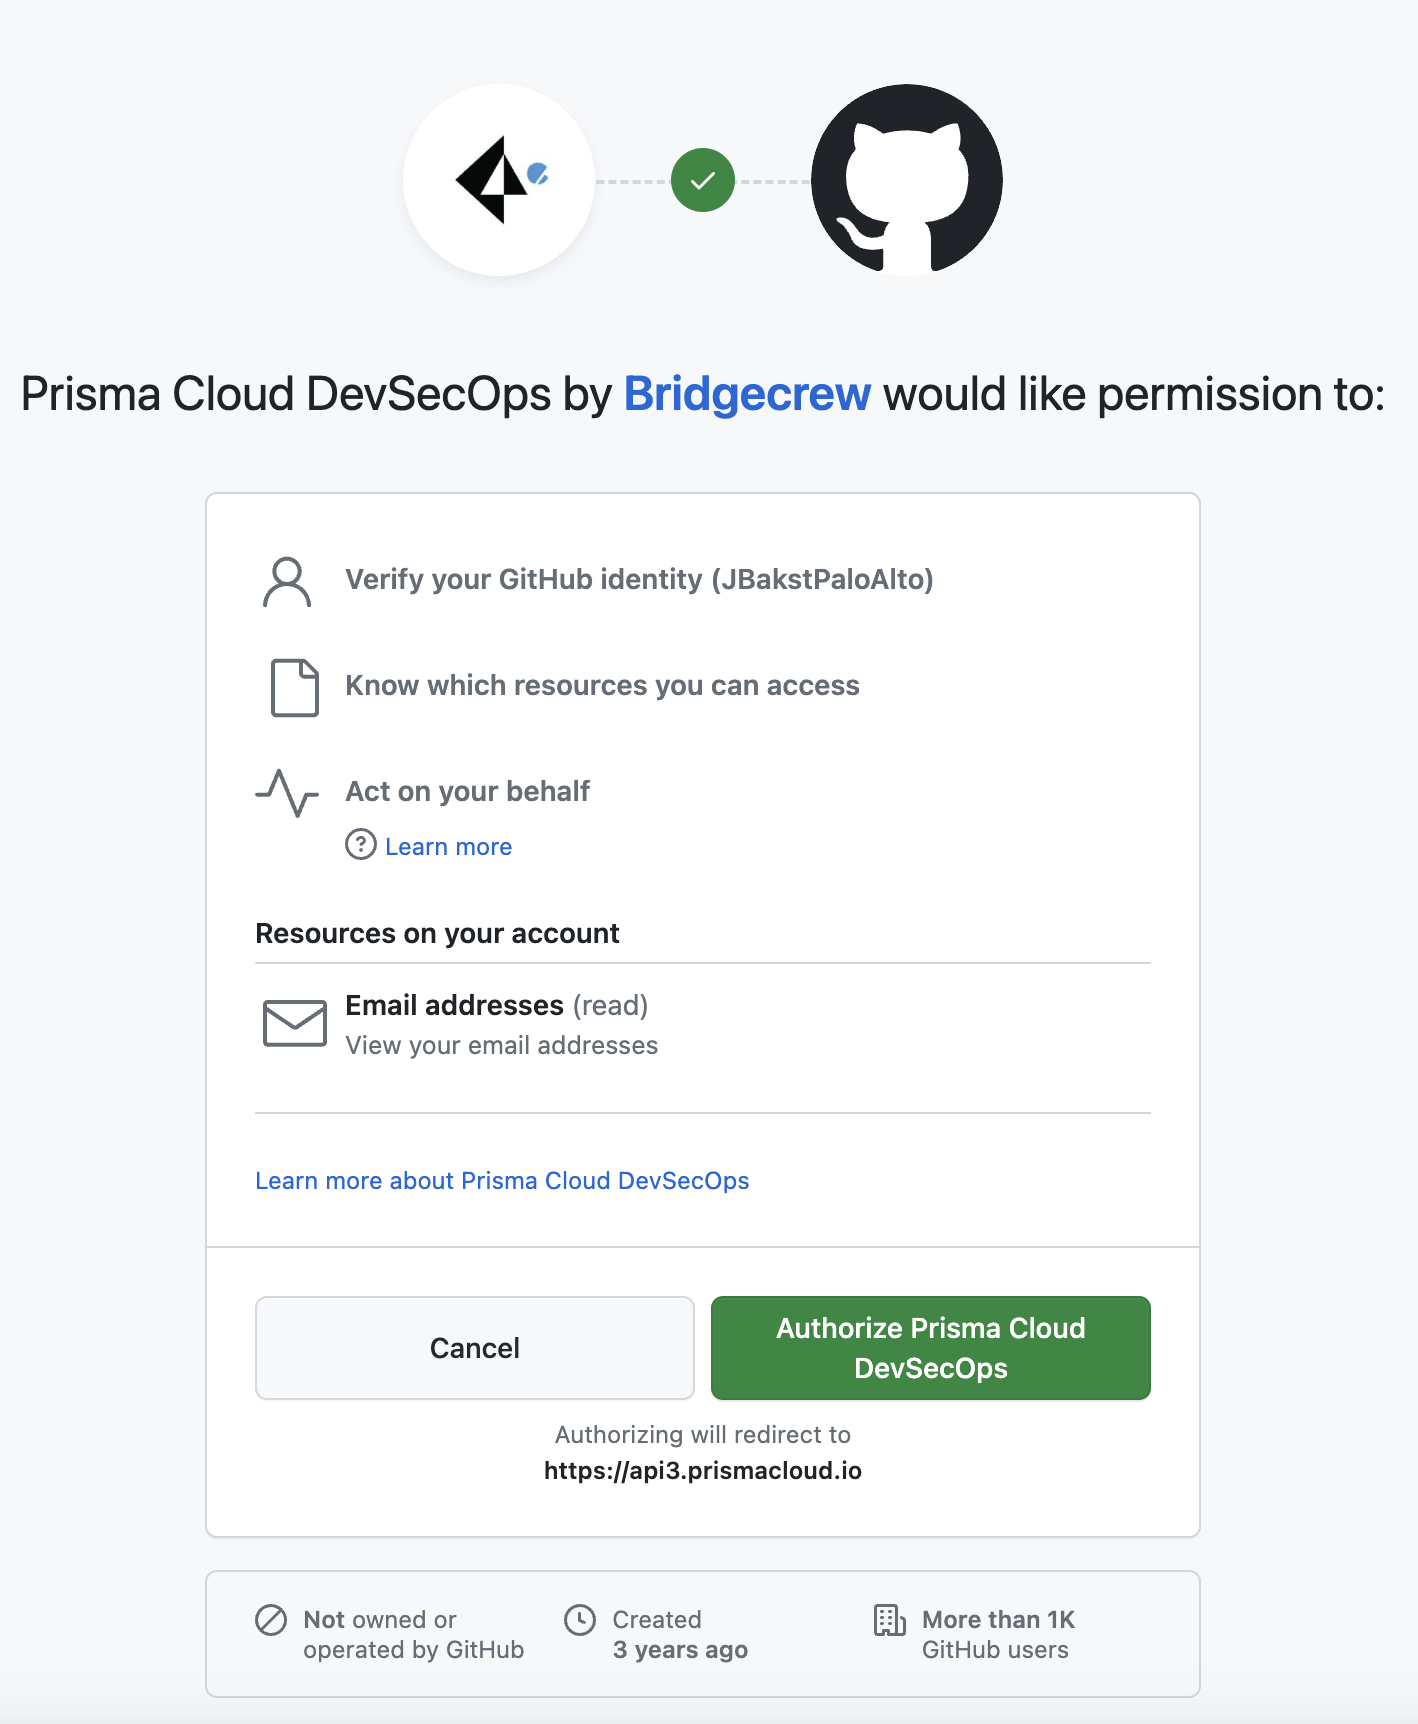 Prisma Cloud DevSecOps by Bridgecrew would like permission to:
Verify your GitHub identity (JBakstPaloAlto)
Know which resources you can access
Act on your behalf
? Learn more
Resources on your account
Email addresses (read)
View your email addresses
Learn more about Prisma Cloud DevSecOps
Cancel
Authorize Prisma Cloud
DevSecOps
Authorizing will redirect to
https://api3.prismacloud.io
Not owned or
operated by GitHub
Created
3 years ago
More than 1K
GitHub users